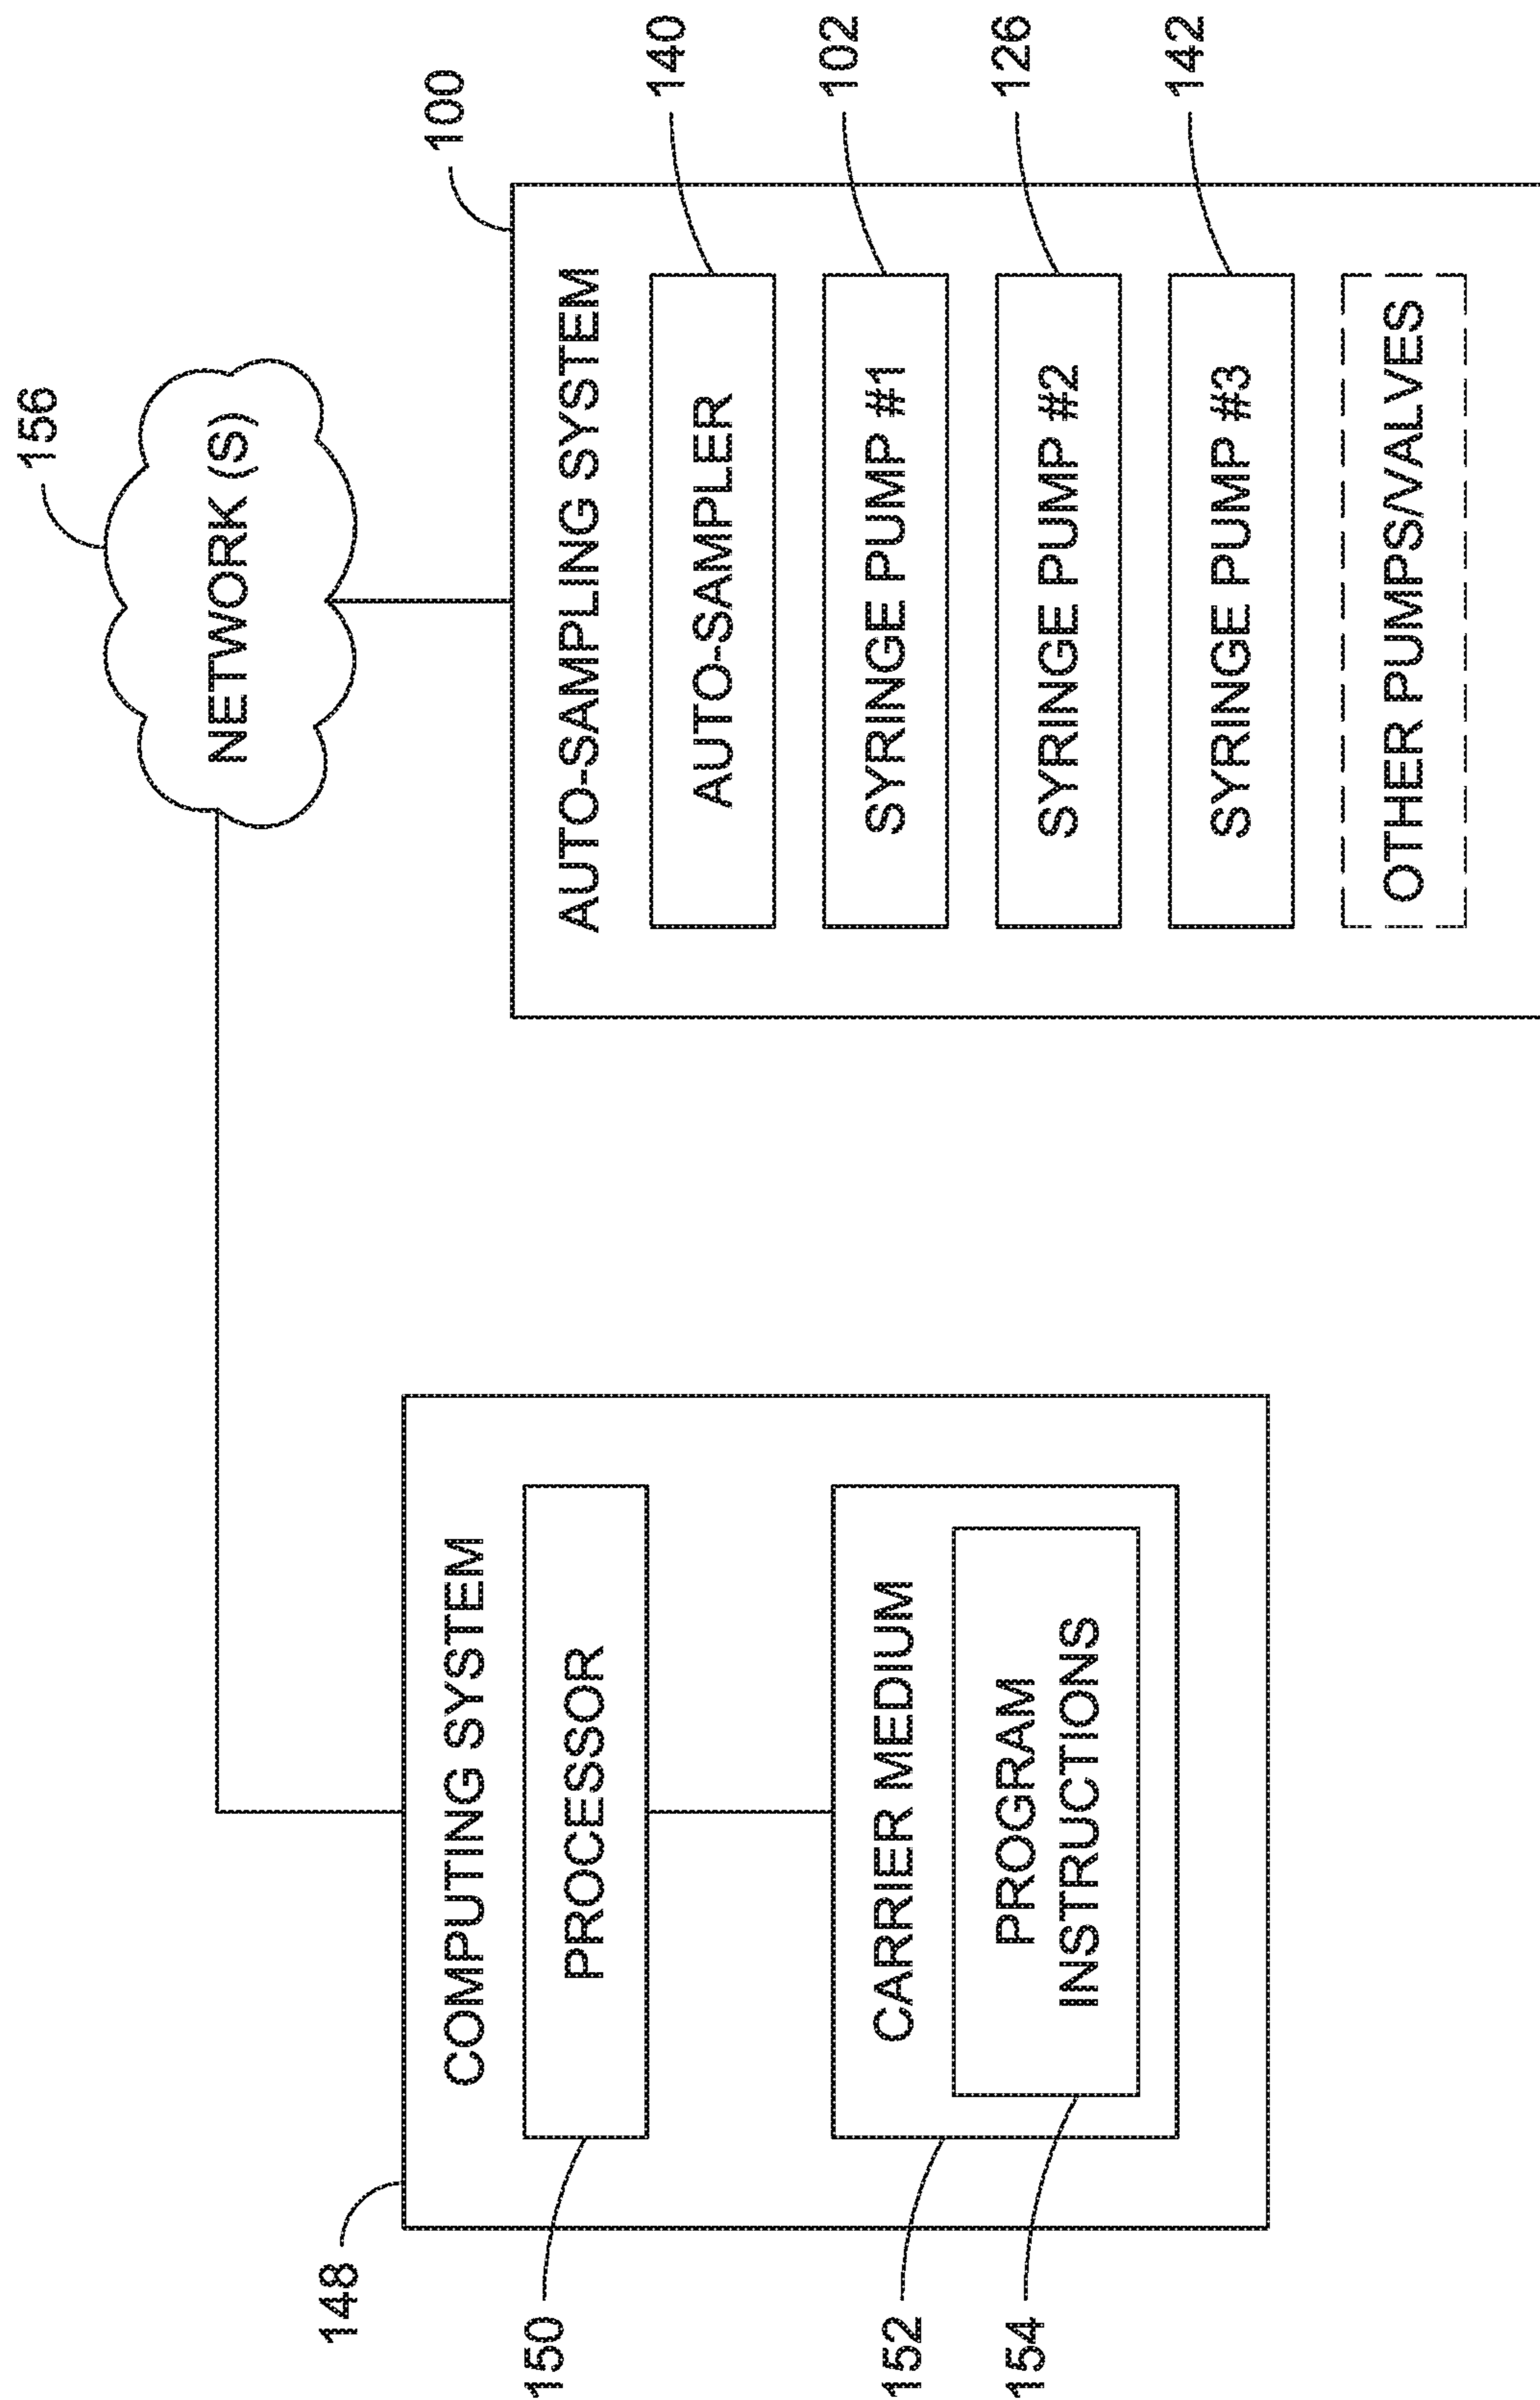 156
NETWORK (S)
100
AUTO-SAMPLING SYSTEM
AUTO-SAMPLER
140
SYRINGE PUMP #1
102
SYRINGE PUMP #2
126
SYRINGE PUMP #3
142
OTHER PUMPS/VALVES
148
COMPUTING SYSTEM
PROCESSOR
150
CARRIER MEDIUM
152
PROGRAM
INSTRUCTIONS
154